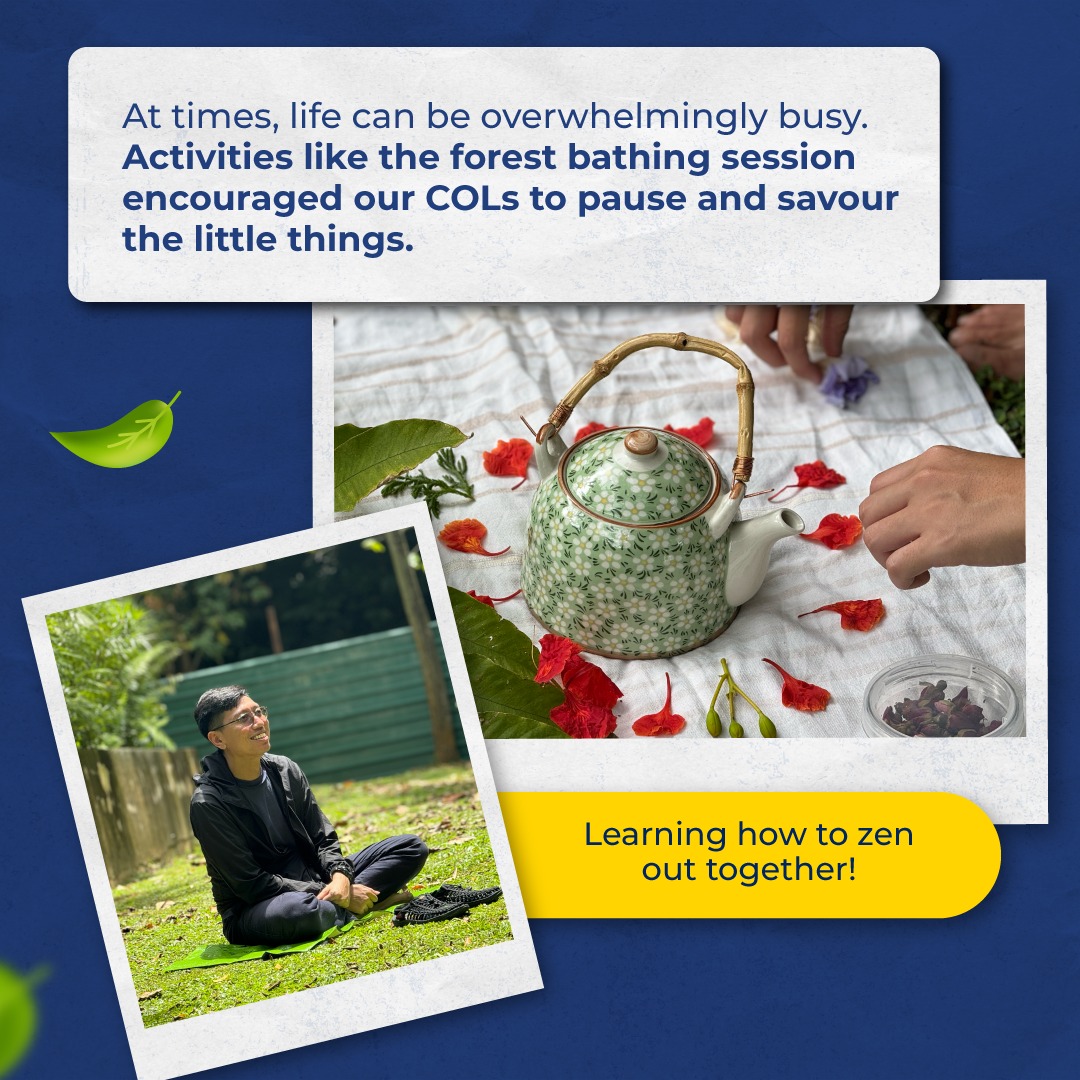 At times, life can be overwhelmingly busy.
Activities like the forest bathing session
encouraged our COLs to pause and savour
the little things.
Learning how to zen
out together!